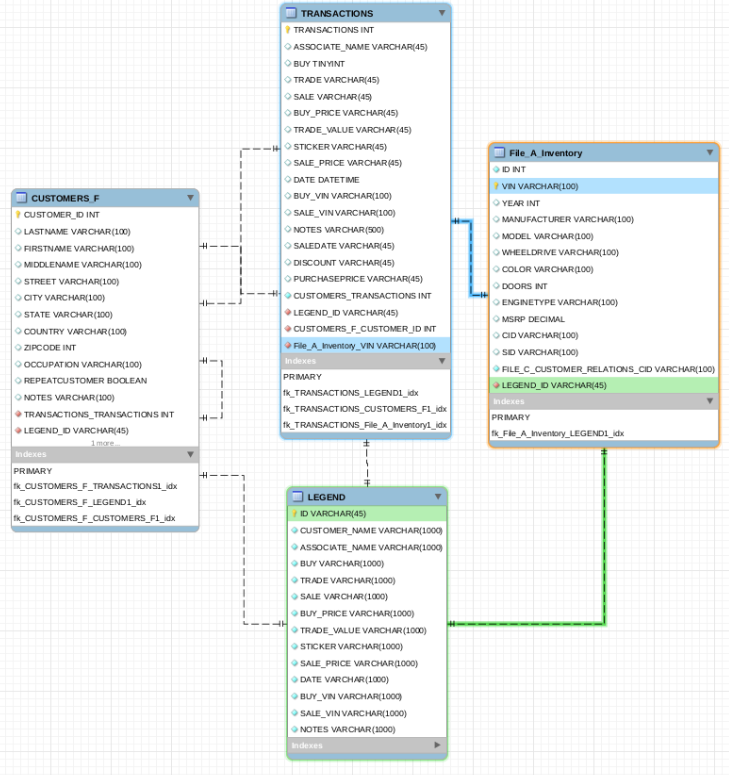 TRANSACTIONS
TRANSACTIONS INT
ASSOCIATE_NAME VARCHAR(45)
BUY TINYINT
TRADE VARCHAR(45)
SALE VARCHAR(45)
BUY_PRICE VARCHAR(45)
TRADE_VALUE VARCHAR(45)
STICKER VARCHAR(45)
SALE_PRICE VARCHAR(45)
DATE DATETIME
BUY_VIN VARCHAR(100)
SALE_VIN VARCHAR(100)
NOTES VARCHAR(500)
SALEDATE VARCHAR(45)
DISCOUNT VARCHAR(45)
PURCHASEPRICE VARCHAR(45)
CUSTOMERS_TRANSACTIONS INT
LEGEND_ID VARCHAR(45)
CUSTOMERS_F_CUSTOMER_ID INT
File_A_Inventory_VIN VARCHAR(100)
Indexes
PRIMARY
fk_TRANSACTIONS_LEGEND1_idx
fk_TRANSACTIONS_CUSTOMERS_F1_idx
fk_TRANSACTIONS_File_A_Inventory1_idx
File_A_Inventory
ID INT
VIN VARCHAR(100)
YEAR INT
MANUFACTURER VARCHAR(100)
MODEL VARCHAR(100)
WHEELDRIVE VARCHAR(100)
COLOR VARCHAR(100)
DOORS INT
ENGINETYPE VARCHAR(100)
MSRP DECIMAL
CID VARCHAR(100)
SID VARCHAR(100)
FILE_C_CUSTOMER_RELATIONS_CID VARCHAR(100)
LEGEND_ID VARCHAR(45)
Indexes
PRIMARY
fk_File_A_Inventory_LEGEND1_idx
CUSTOMERS_F
CUSTOMER_ID INT
LASTNAME VARCHAR(100)
FIRSTNAME VARCHAR(100)
MIDDLENAME VARCHAR(100)
STREET VARCHAR(100)
CITY VARCHAR(100)
STATE VARCHAR(100)
COUNTRY VARCHAR(100)
ZIPCODE INT
OCCUPATION VARCHAR(100)
REPEATCUSTOMER BOOLEAN
NOTES VARCHAR(100)
TRANSACTIONS_TRANSACTIONS INT
LEGEND_ID VARCHAR(45)
1 more...
Indexes
PRIMARY
fk_CUSTOMERS_F_TRANSACTIONS1_idx
fk_CUSTOMERS_F_LEGEND1_idx
fk_CUSTOMERS_F_CUSTOMERS_F1_idx
LEGEND
ID VARCHAR(45)
CUSTOMER_NAME VARCHAR(1000)
ASSOCIATE_NAME VARCHAR(1000)
BUY VARCHAR(1000)
TRADE VARCHAR(1000)
SALE VARCHAR(1000)
BUY_PRICE VARCHAR(1000)
TRADE_VALUE VARCHAR(1000)
STICKER VARCHAR(1000)
SALE_PRICE VARCHAR(1000)
DATE VARCHAR(1000)
BUY_VIN VARCHAR(1000)
SALE_VIN VARCHAR(1000)
NOTES VARCHAR(1000)
Indexes